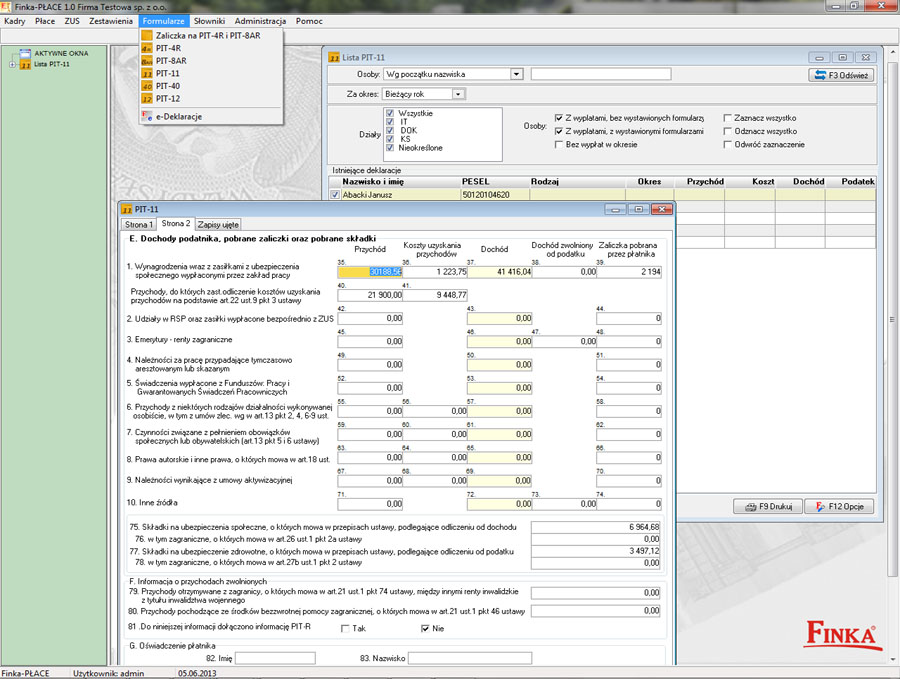 Finka-PŁACE 1.0 Firma Testowa sp. z o.o.
Kadry Płace ZUS Zestawienia Formularze Słowniki Administracja Pomoc
Zaliczka na PIT-4R i PIT-8AR
PIT-4R
PIT-8AR
PIT-11
PIT-40
PIT-12
e-Deklaracje
AKTYWNE OKNA
Lista PIT-11
Lista PIT-11
Osoby: Wg początku nazwiska
F3 Odśwież
Za okres: Bieżący rok
Działy
Wszystkie
IT
DOK
KS
Nieokreślone
Osoby:
Z wypłatami, bez wystawionych formularzy
Z wypłatami, z wystawionymi formularzami
Bez wypłat w okresie
Zaznacz wszystko
Odznacz wszystko
Odwróć zaznaczenie
Istniejące deklaracje
Nazwisko i imię PESEL Rodzaj Okres Przychód Koszt Dochód Podatek
Abacki Janusz 50120104620
F9 Drukuj F12 Opcje
PIT-11
Strona 1 Strona 2 Zapisy ujęte
E. Dochody podatnika, pobrane zaliczki oraz pobrane składki
Przychód Koszty uzyskania przychodów Dochód Dochód zwolniony od podatku Zaliczka pobrana przez płatnika
35. 36. 37. 38. 39.
1. Wynagrodzenia wraz z zasiłkami z ubezpieczenia
społecznego wypłaconymi przez zakład pracy
30188,56 1 223,75 41 416,04 0,00 2 194
40. 41.
Przychody, do których zast.odliczenie kosztów uzyskania
przychodów na podstawie art.22 ust.9 pkt 3 ustawy
21 900,00 9 448,77
42. 43. 44.
2. Udziały w RSP oraz zasiłki wypłacone bezpośrednio z ZUS 0,00 0,00 0
45. 46. 47. 48.
3. Emerytury - renty zagraniczne 0,00 0,00 0,00 0
49. 50. 51.
4. Należności za pracę przypadające tymczasowo
aresztowanym lub skazanym
0,00 0,00 0
52. 53. 54.
5. Świadczenia wypłacone z Funduszów: Pracy i
Gwarantowanych Świadczeń Pracowniczych
0,00 0,00 0
55. 56. 57. 58.
6. Przychody z niektórych rodzajów działalności wykonywanej
osobiście, w tym z umów zlec. wg w art.13 pkt 2, 4, 6-9 ust.
0,00 0,00 0,00 0
59. 60. 61. 62.
7. Czynności związane z pełnieniem obowiązków
społecznych lub obywatelskich (art.13 pkt 5 i 6 ustawy)
0,00 0,00 0,00 0
63. 64. 65. 66.
8. Prawa autorskie i inne prawa, o których mowa w art.18 ust. 0,00 0,00 0,00 0
67. 68. 69. 70.
9. Należności wynikające z umowy aktywizacyjnej 0,00 0,00 0,00 0
71. 72. 73. 74.
10. Inne źródła 0,00 0,00 0,00 0
75. Składki na ubezpieczenia społeczne, o których mowa w przepisach ustawy, podlegające odliczeniu od dochodu 6 964,68
76. w tym zagraniczne, o których mowa w art.26 ust.1 pkt 2a ustawy 0,00
77. Składki na ubezpieczenie zdrowotne, o których mowa w przepisach ustawy, podlegające odliczeniu od podatku 3 497,12
78. w tym zagraniczne, o których mowa w art.27b ust.1 pkt 2 ustawy 0,00
F. Informacja o przychodach zwolnionych
79. Przychody otrzymywane z zagranicy, o których mowa w art.21 ust.1 pkt 74 ustawy, między innymi renty inwalidzkie
z tytułu inwalidztwa wojennego
0,00
80. Przychody pochodzące ze środków bezzwrotnej pomocy zagranicznej, o których mowa w art.21 ust.1 pkt 46 ustawy 0,00
81 .Do niniejszej informacji dołączono informację PIT-R Tak Nie
G. Oświadczenie płatnika
82. Imię 83. Nazwisko
FINKA®
Finka-PŁACE Użytkownik: admin 05.06.2013